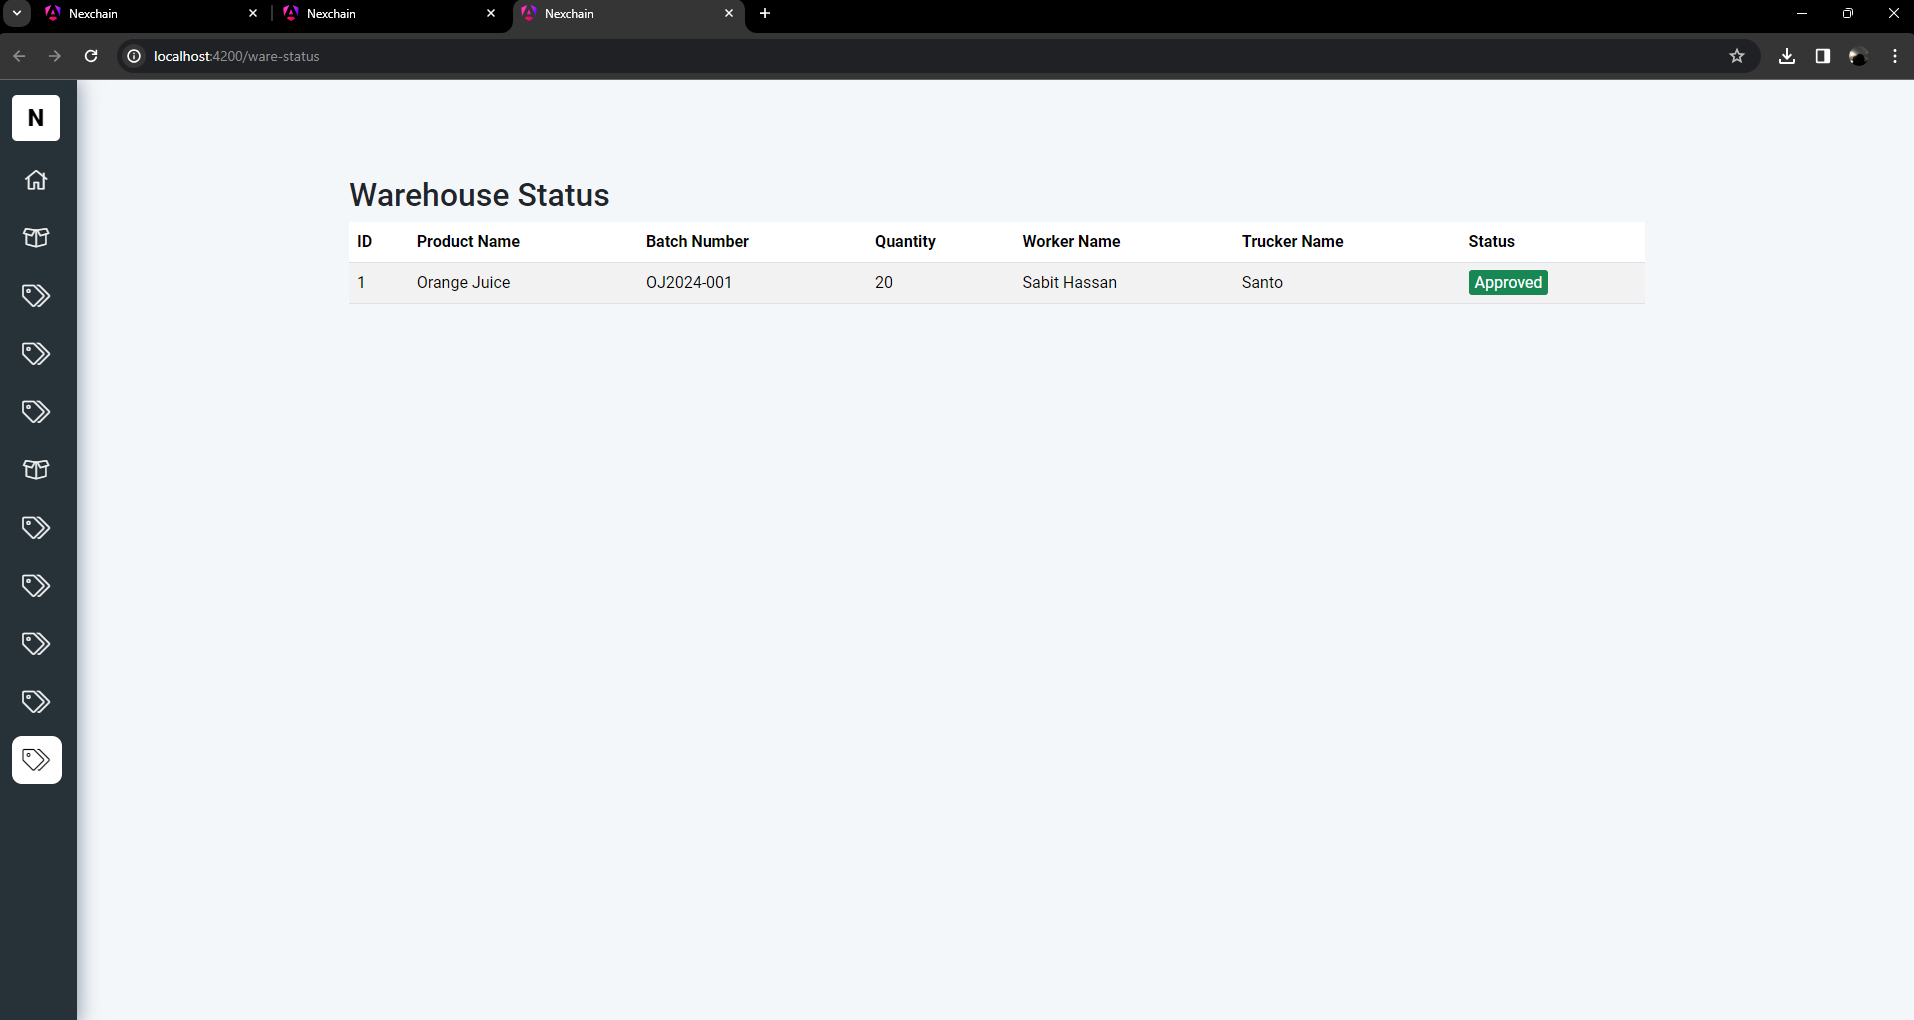 Nexchain Nexchain Nexchain
localhost:4200/ware-status
N
Warehouse Status
ID Product Name Batch Number Quantity Worker Name Trucker Name Status
1 Orange Juice OJ2024-001 20 Sabit Hassan Santo Approved